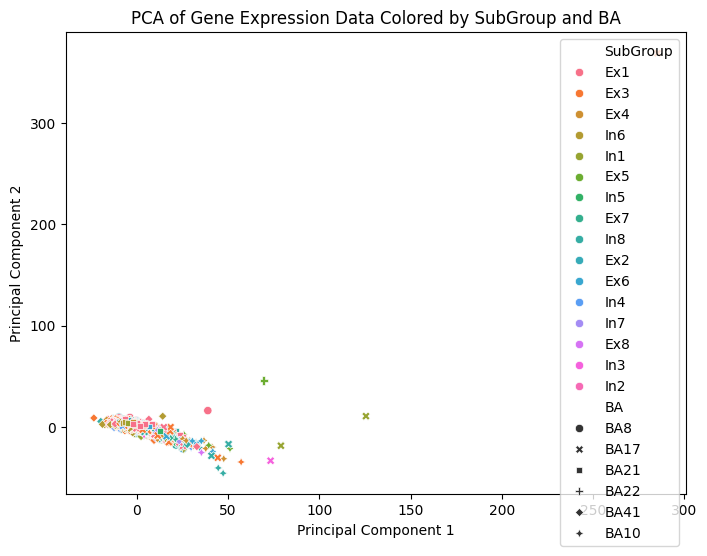 PCA of Gene Expression Data Colored by SubGroup and BA
Principal Component 2
300
200
100
0
0
50
100
150
200
250
300
Principal Component 1
SubGroup
Ex1
Ex3
Ex4
In6
In1
Ex5
In5
Ex7
In8
Ex2
Ex6
In4
In7
Ex8
In3
In2
BA
BA8
BA17
BA21
BA22
BA41
BA10